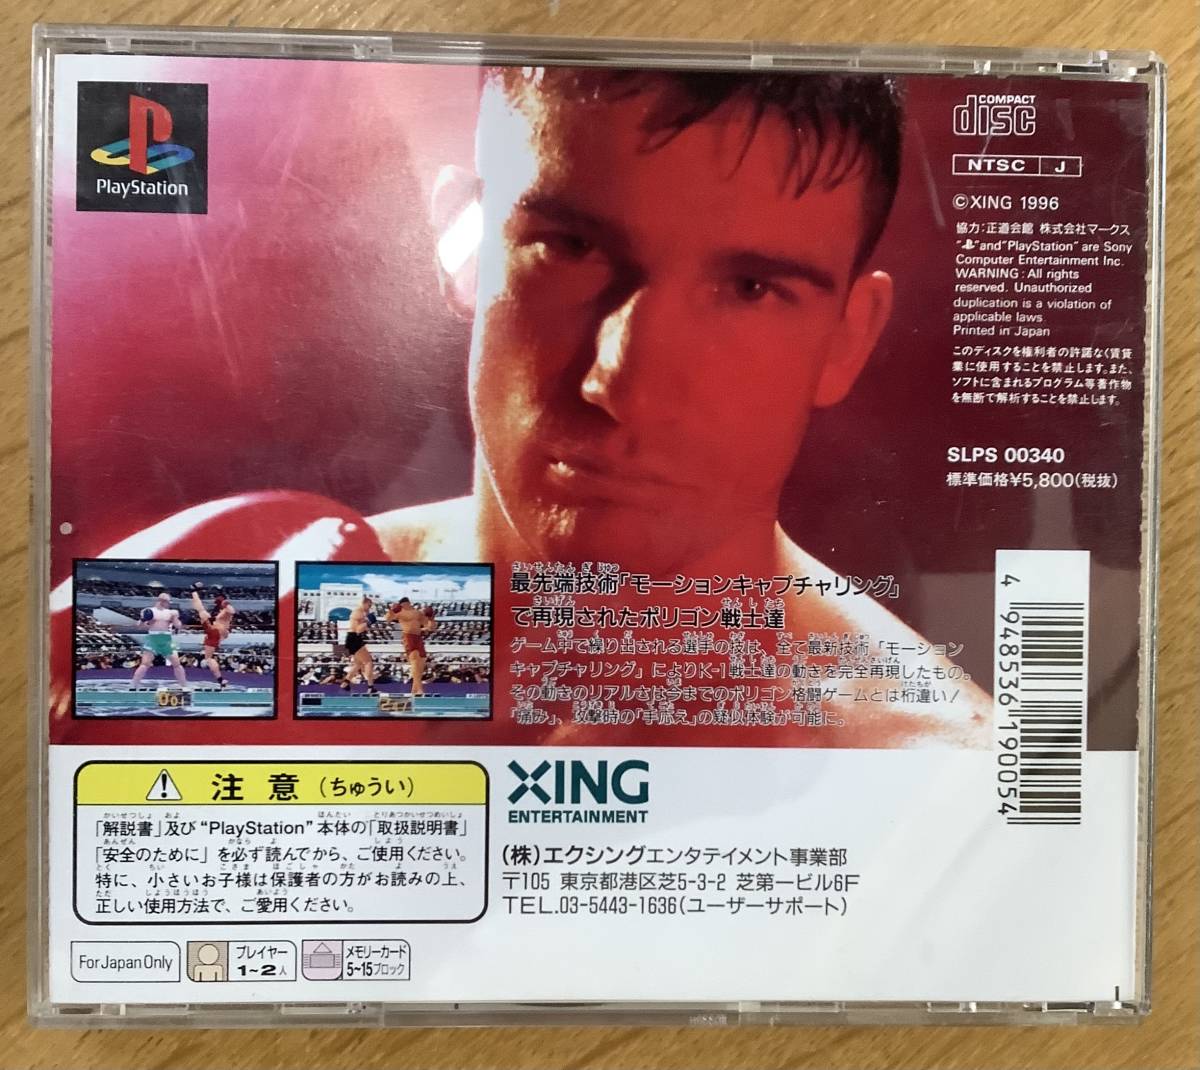 PlayStation
COMPACT
disc
NTSC J
©XING 1996
協力:正道会館 株式会社マークス
" "and"PlayStation" are Sony
Computer Entertainment Inc.
WARNING: All rights
reserved. Unauthorized
duplication is a violation of
applicable laws.
Printed in Japan
このディスクを権利者の許諾なく賃貸
業に使用することを禁止します。また、
ソフトに含まれるプログラム等著作物
を無断で解析することを禁止します。
SLPS 00340
標準価格¥5,800(税抜)
最先端技術「モーションキャプチャリング」
で再現されたポリゴン戦士達
ゲーム中で繰り出される選手の技は、全て最新技術「モーション
キャプチャリング」によりK-1戦士達の動きを完全再現したもの。
その動きのリアルさは今までのポリゴン格闘ゲームとは桁違い!
「痛み」、攻撃時の「手応え」の疑似体験が可能に。
4 948536 190054
注意(ちゅうい)
「解説書」及び"PlayStation"本体の「取扱説明書」
「安全のために」を必ず読んでから、ご使用ください。
特に、小さいお子様は保護者の方がお読みの上、
正しい使用方法で、ご愛用ください。
XING
ENTERTAINMENT
(株)エクシングエンタテイメント事業部
〒105 東京都港区芝5-3-2 芝第一ビル6F
TEL.03-5443-1636(ユーザーサポート)
For Japan Only
プレイヤー
1~2人
メモリーカード
5~15ブロック